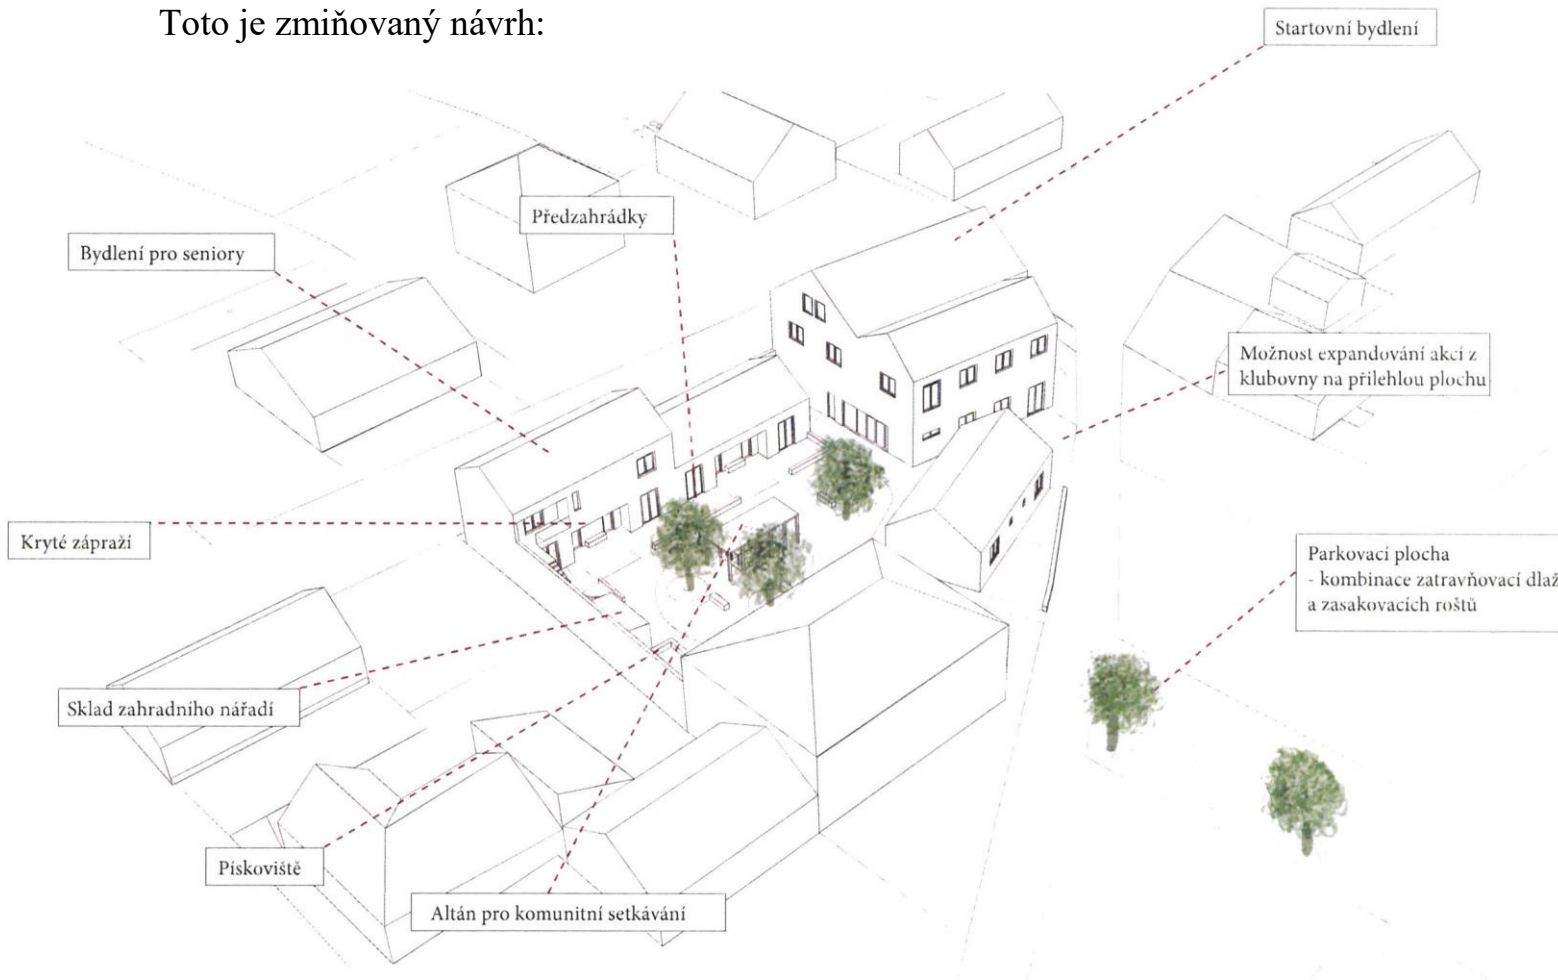 Toto je zmiňovaný návrh:
Startovní bydlení
Předzahrádky
Bydlení pro seniory
Možnost expandování akcí z
klubovny na přilehlou plochu
Kryté zápraží
Parkovací plocha
- kombinace zatravňovací dlaž
a zasakovacích roštů
Sklad zahradního nářadí
Pískoviště
Altán pro komunitní setkávání